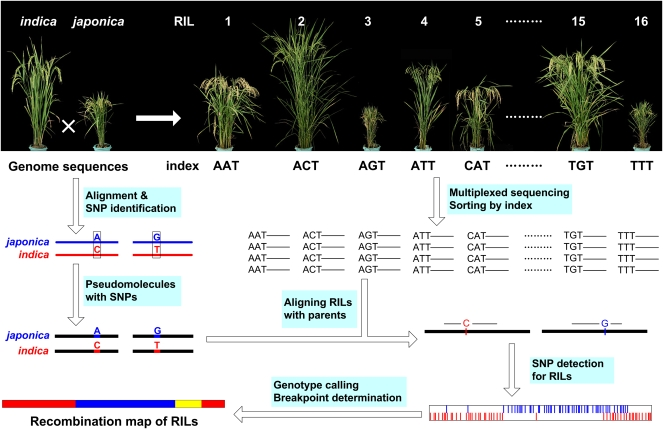 indica japonica RIL 1 2 3 4 5 ········· 15 16
×
Genome sequences index AAT ACT AGT ATT CAT ········· TGT TTT
Alignment &
SNP identification
Multiplexed sequencing
Sorting by index
japonica A G
indica C T
AAT ACT AGT ATT CAT ········· TGT TTT
AAT ACT AGT ATT CAT ········· TGT TTT
AAT ACT AGT ATT CAT ········· TGT TTT
AAT ACT AGT ATT CAT ········· TGT TTT
Pseudomolecules
with SNPs
Aligning RILs
with parents
japonica A G
indica C T
C G
SNP detection
for RILs
Genotype calling
Breakpoint determination
Recombination map of RILs